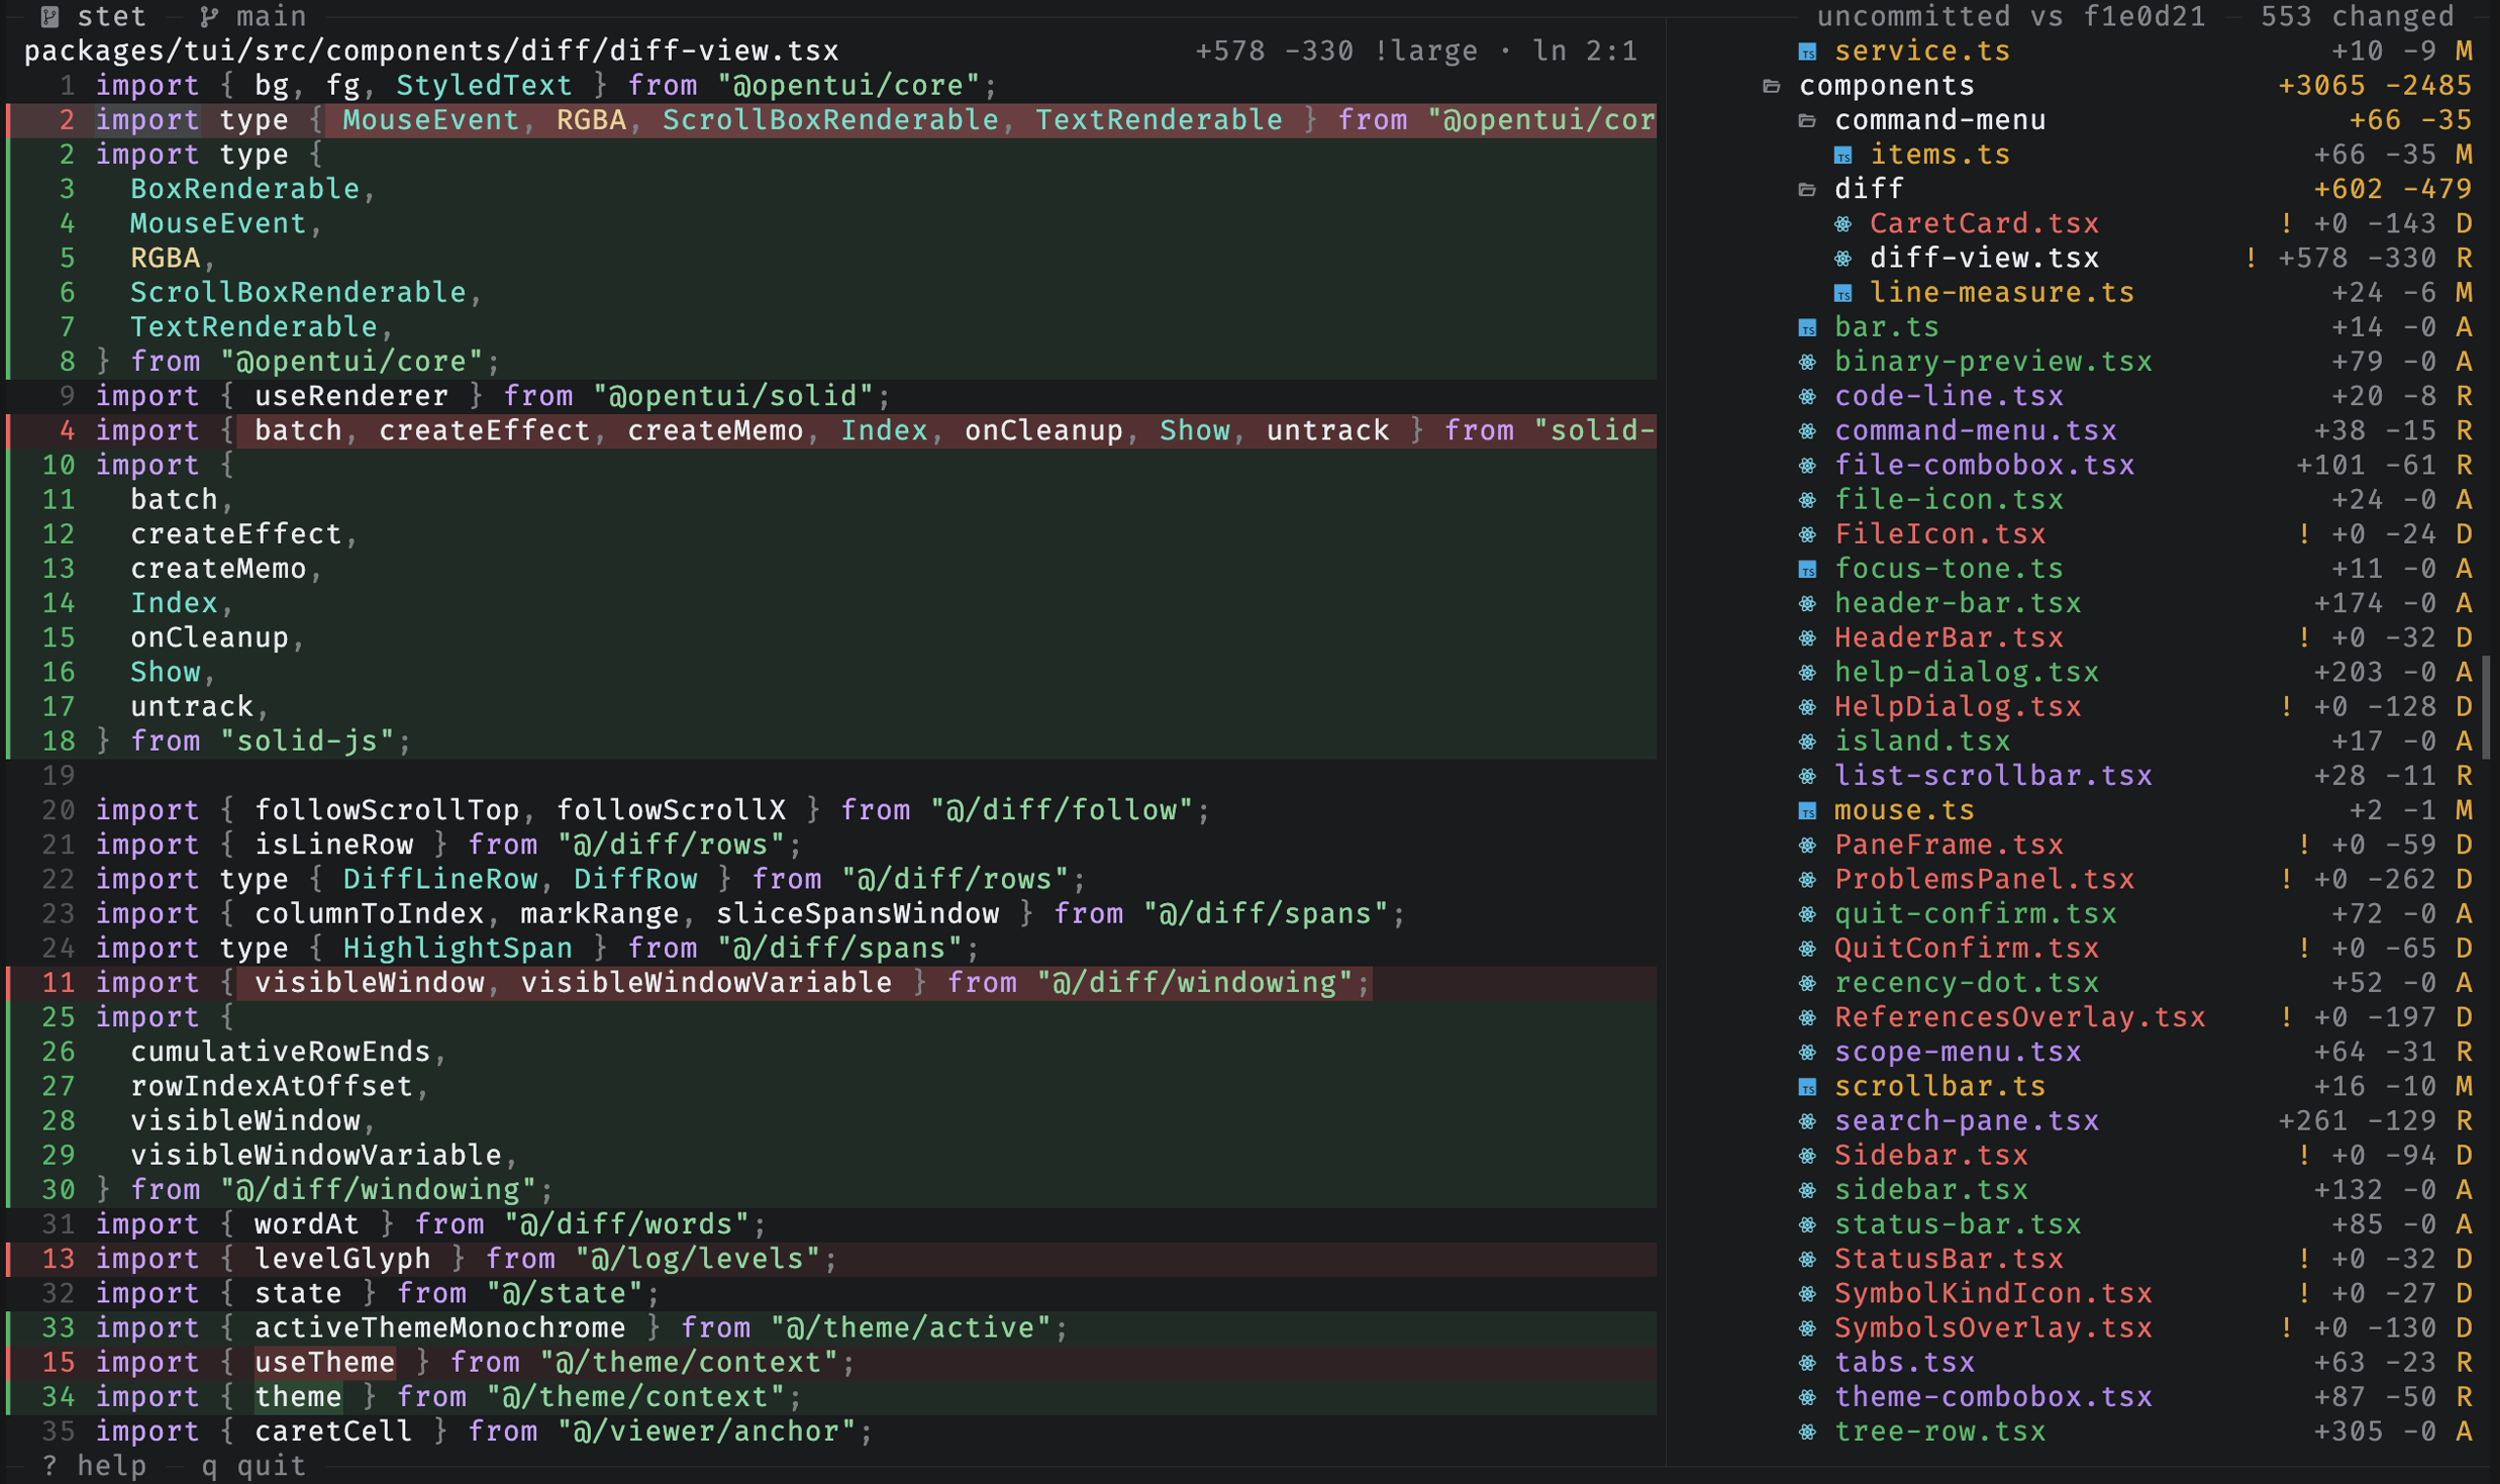 stet — main
uncommitted vs f1e0d21 — 553 changed
packages/tui/src/components/diff/diff-view.tsx +578 -330 !large · ln 2:1
1 import { bg, fg, StyledText } from "@opentui/core";
2 import type { MouseEvent, RGBA, ScrollBoxRenderable, TextRenderable } from "@opentui/cor
2 import type {
3 BoxRenderable,
4 MouseEvent,
5 RGBA,
6 ScrollBoxRenderable,
7 TextRenderable,
8 } from "@opentui/core";
9 import { useRenderer } from "@opentui/solid";
4 import { batch, createEffect, createMemo, Index, onCleanup, Show, untrack } from "solid-
10 import {
11 batch,
12 createEffect,
13 createMemo,
14 Index,
15 onCleanup,
16 Show,
17 untrack,
18 } from "solid-js";
19
20 import { followScrollTop, followScrollX } from "@/diff/follow";
21 import { isLineRow } from "@/diff/rows";
22 import type { DiffLineRow, DiffRow } from "@/diff/rows";
23 import { columnToIndex, markRange, sliceSpansWindow } from "@/diff/spans";
24 import type { HighlightSpan } from "@/diff/spans";
11 import { visibleWindow, visibleWindowVariable } from "@/diff/windowing";
25 import {
26 cumulativeRowEnds,
27 rowIndexAtOffset,
28 visibleWindow,
29 visibleWindowVariable,
30 } from "@/diff/windowing";
31 import { wordAt } from "@/diff/words";
13 import { levelGlyph } from "@/log/levels";
32 import { state } from "@/state";
33 import { activeThemeMonochrome } from "@/theme/active";
15 import { useTheme } from "@/theme/context";
34 import { theme } from "@/theme/context";
35 import { caretCell } from "@/viewer/anchor";
TS service.ts +10 -9 M
components +3065 -2485
command-menu +66 -35
TS items.ts +66 -35 M
diff +602 -479
CaretCard.tsx ! +0 -143 D
diff-view.tsx ! +578 -330 R
TS line-measure.ts +24 -6 M
TS bar.ts +14 -0 A
binary-preview.tsx +79 -0 A
code-line.tsx +20 -8 R
command-menu.tsx +38 -15 R
file-combobox.tsx +101 -61 R
file-icon.tsx +24 -0 A
FileIcon.tsx ! +0 -24 D
TS focus-tone.ts +11 -0 A
header-bar.tsx +174 -0 A
HeaderBar.tsx ! +0 -32 D
help-dialog.tsx +203 -0 A
HelpDialog.tsx ! +0 -128 D
island.tsx +17 -0 A
list-scrollbar.tsx +28 -11 R
TS mouse.ts +2 -1 M
PaneFrame.tsx ! +0 -59 D
ProblemsPanel.tsx ! +0 -262 D
quit-confirm.tsx +72 -0 A
QuitConfirm.tsx ! +0 -65 D
recency-dot.tsx +52 -0 A
ReferencesOverlay.tsx ! +0 -197 D
scope-menu.tsx +64 -31 R
TS scrollbar.ts +16 -10 M
search-pane.tsx +261 -129 R
Sidebar.tsx ! +0 -94 D
sidebar.tsx +132 -0 A
status-bar.tsx +85 -0 A
StatusBar.tsx ! +0 -32 D
SymbolKindIcon.tsx ! +0 -27 D
SymbolsOverlay.tsx ! +0 -130 D
tabs.tsx +63 -23 R
theme-combobox.tsx +87 -50 R
tree-row.tsx +305 -0 A
? help — q quit